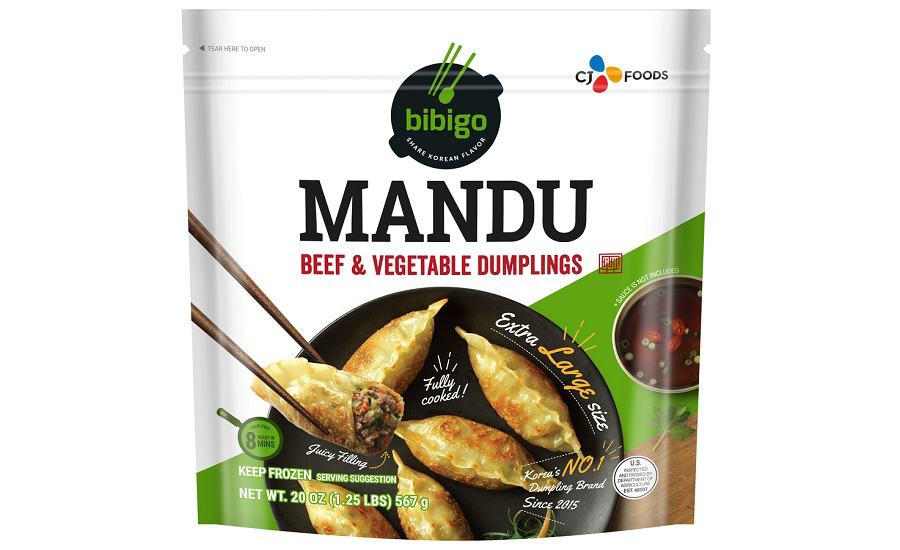 ◀ TEAR HERE TO OPEN
CJ FOODS
bibigo
SHARE KOREAN FLAVOR
MANDU
BEEF & VEGETABLE DUMPLINGS
* SAUCE IS NOT INCLUDED
Extra Large size
Fully
cooked!
PAN FRY
8 READY IN
MINS
Juicy Filling
KEEP FROZEN SERVING SUGGESTION
NET WT. 20 OZ (1.25 LBS) 567 g
Korea's NO.1
Dumpling Brand
Since 2015
U.S.
INSPECTED
AND PASSED BY
DEPARTMENT OF
AGRICULTURE
EST. 46007